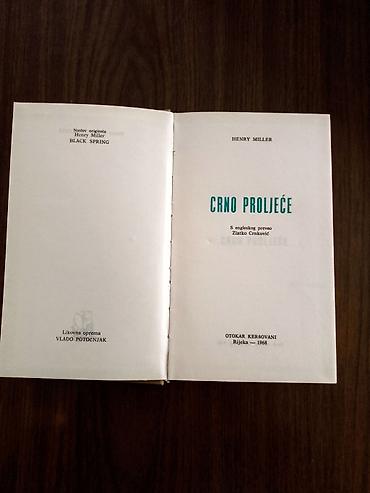 Naslov originala
Henry Miller
BLACK SPRING
Likovna oprema
VLADO POTOČNJAK
HENRY MILLER
CRNO PROLJEĆE
S engleskog preveo
Zlatko Crnković
OTOKAR KERŠOVANI
Rijeka — 1968